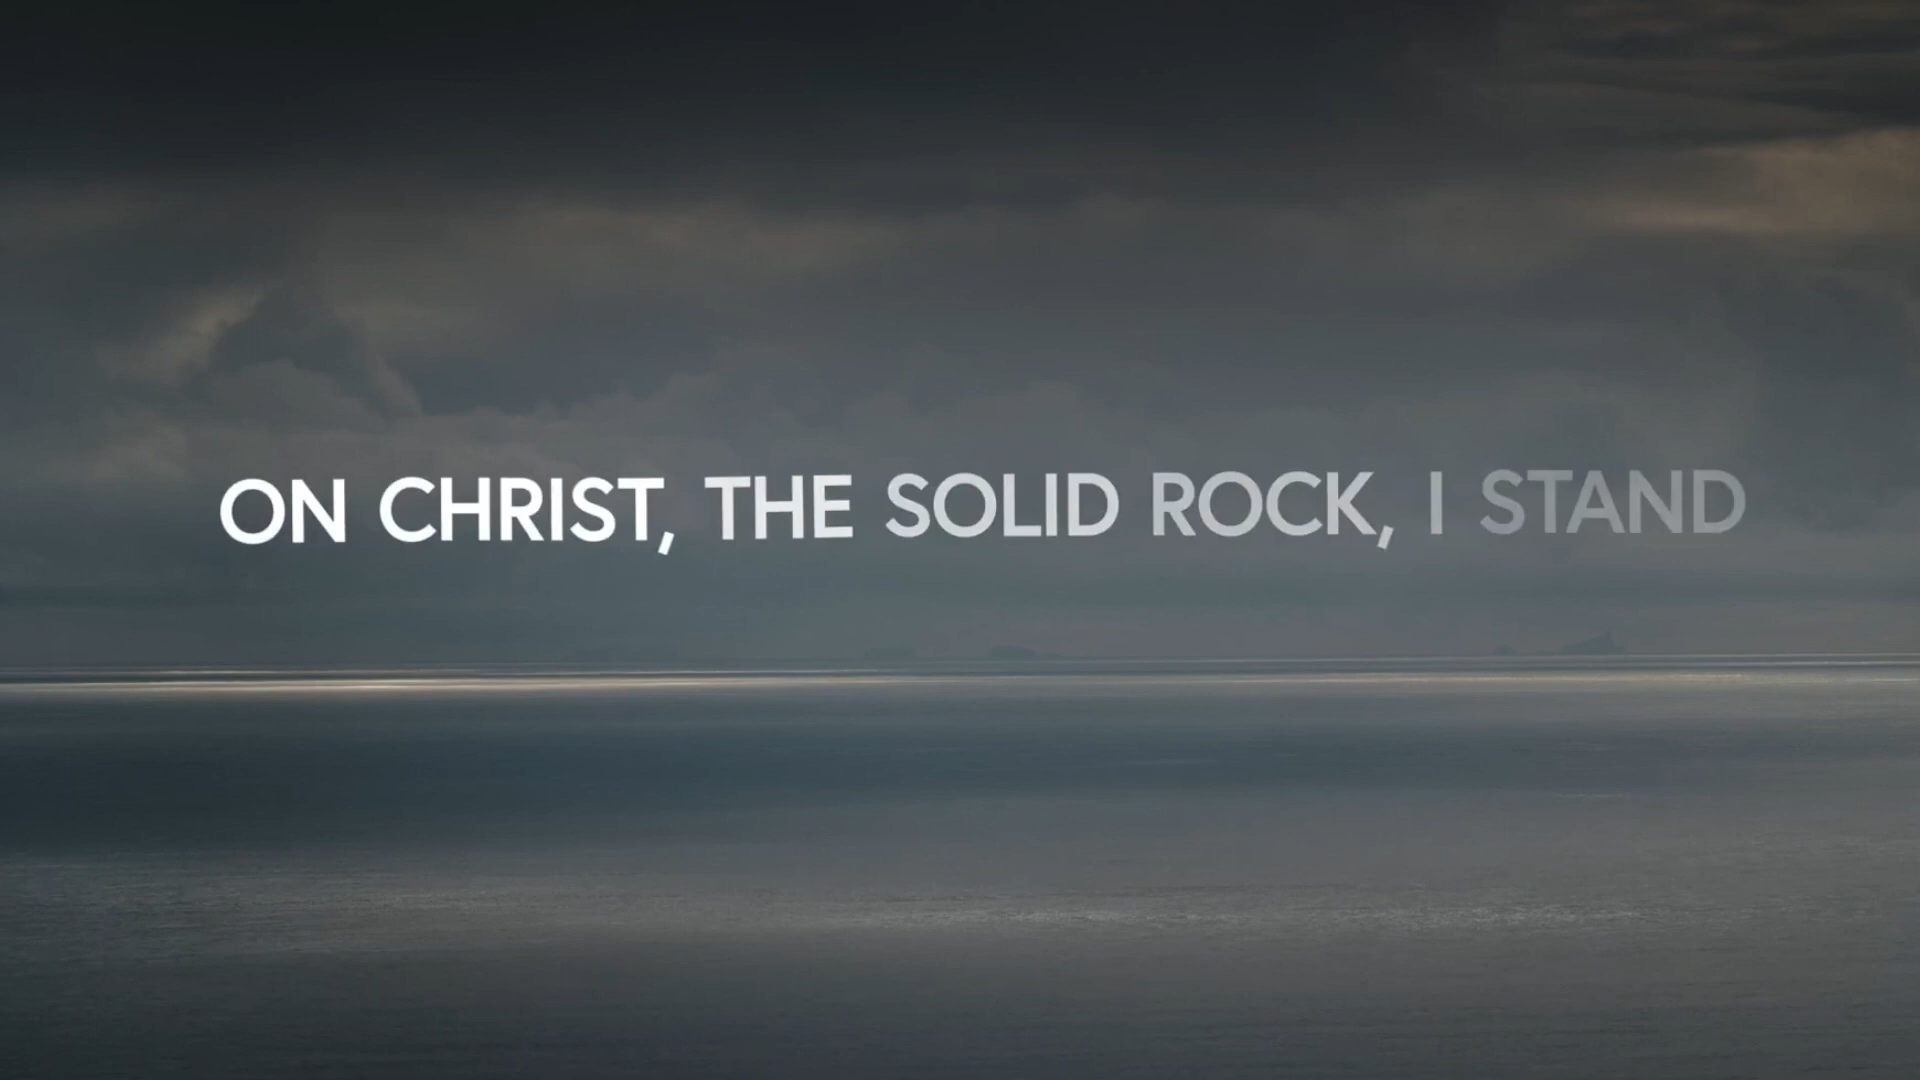 ON CHRIST, THE SOLID ROCK, I STAND